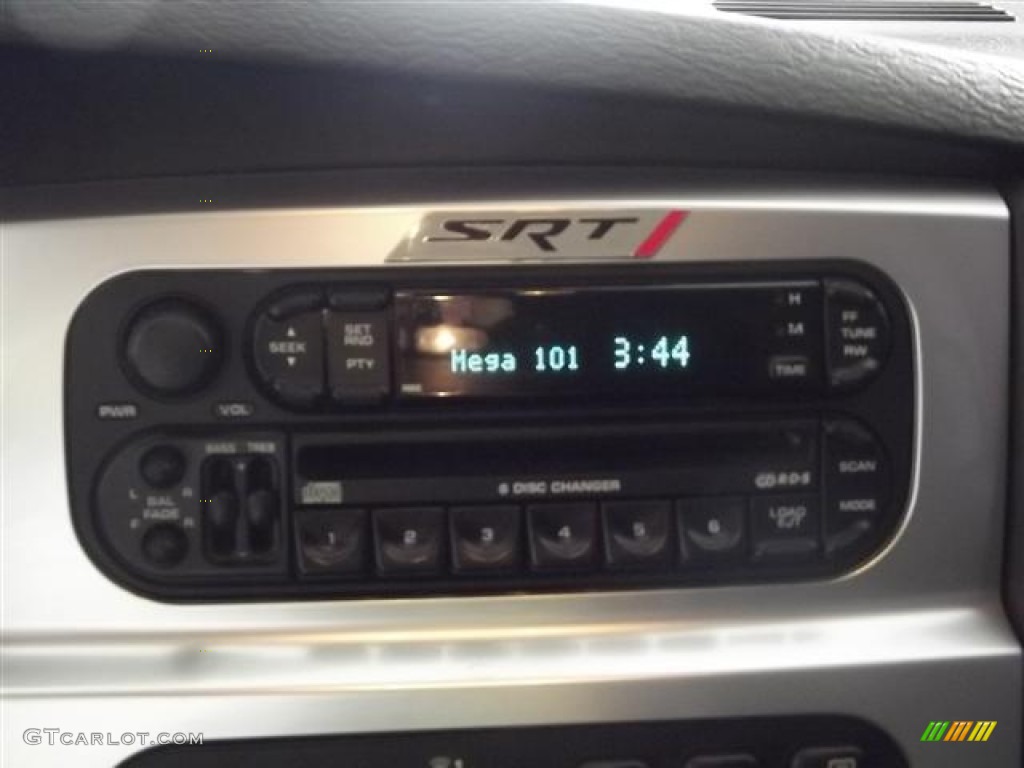 SRT
SEEK
SET
RND
PTY
Mega 101 3:44
H
M
TIME
FF
TUNE
RW
PWR
VOL
BASS TREB
L R
BAL
FADE
F R
6 DISC CHANGER
CD R·D·S
SCAN
MODE
LOAD
EJT
1 2 3 4 5 6
GTCARLOT.COM